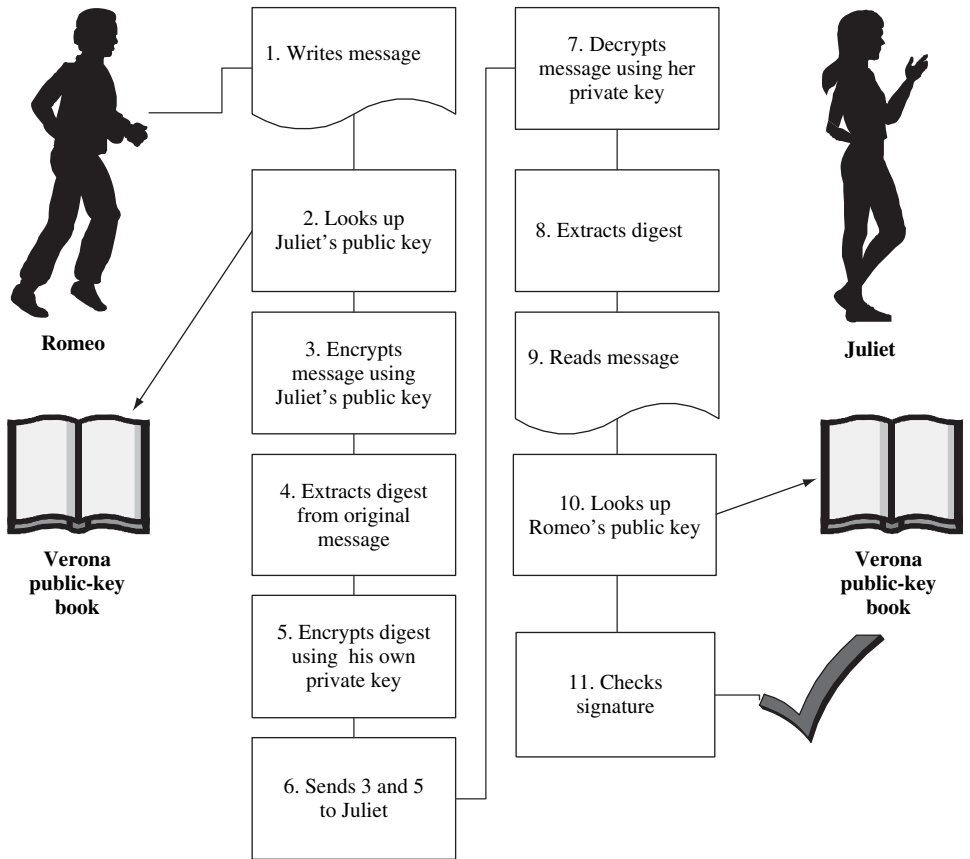 1. Writes message
2. Looks up
Juliet’s public key
3. Encrypts
message using
Juliet’s public key
4. Extracts digest
from original
message
5. Encrypts digest
using his own
private key
6. Sends 3 and 5
to Juliet
7. Decrypts
message using her
private key
8. Extracts digest
9. Reads message
10. Looks up
Romeo’s public key
11. Checks
signature
Romeo
Verona
public-key
book
Juliet
Verona
public-key
book